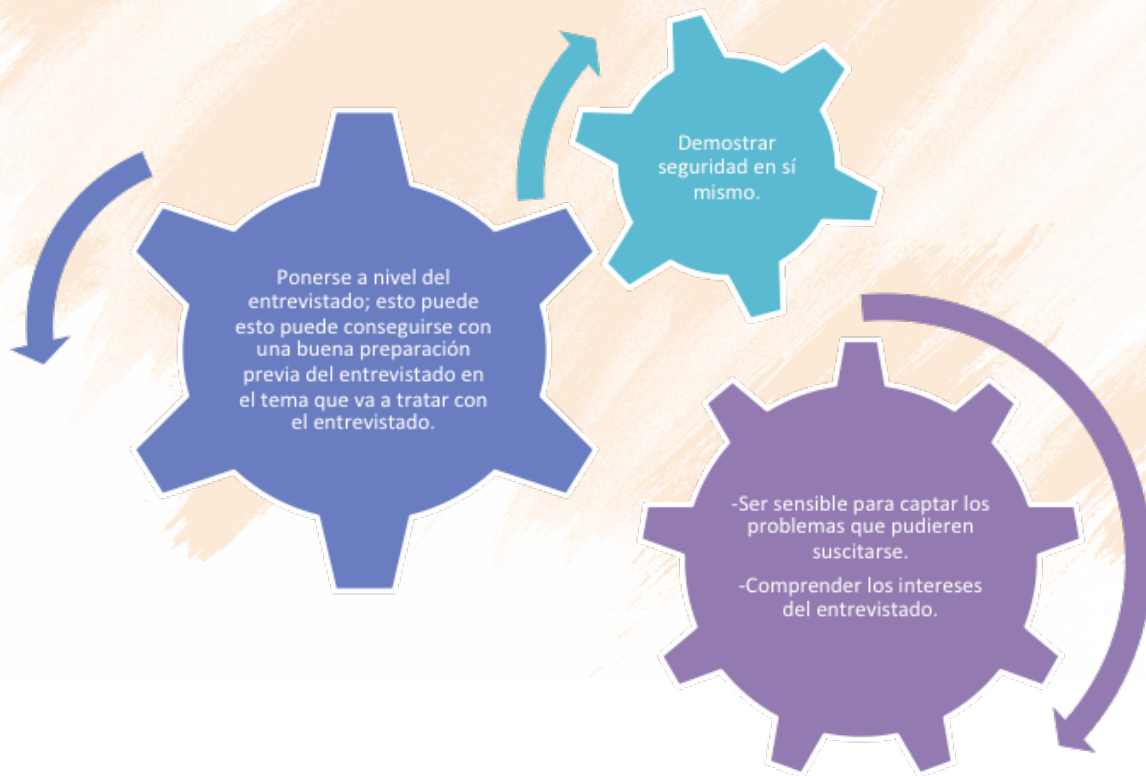 Demostrar
seguridad en sí
mismo.
Ponerse a nivel del
entrevistado; esto puede
esto puede conseguirse con
una buena preparación
previa del entrevistado en
el tema que va a tratar con
el entrevistado.
-Ser sensible para captar los
problemas que pudieren
suscitarse.
-Comprender los intereses
del entrevistado.